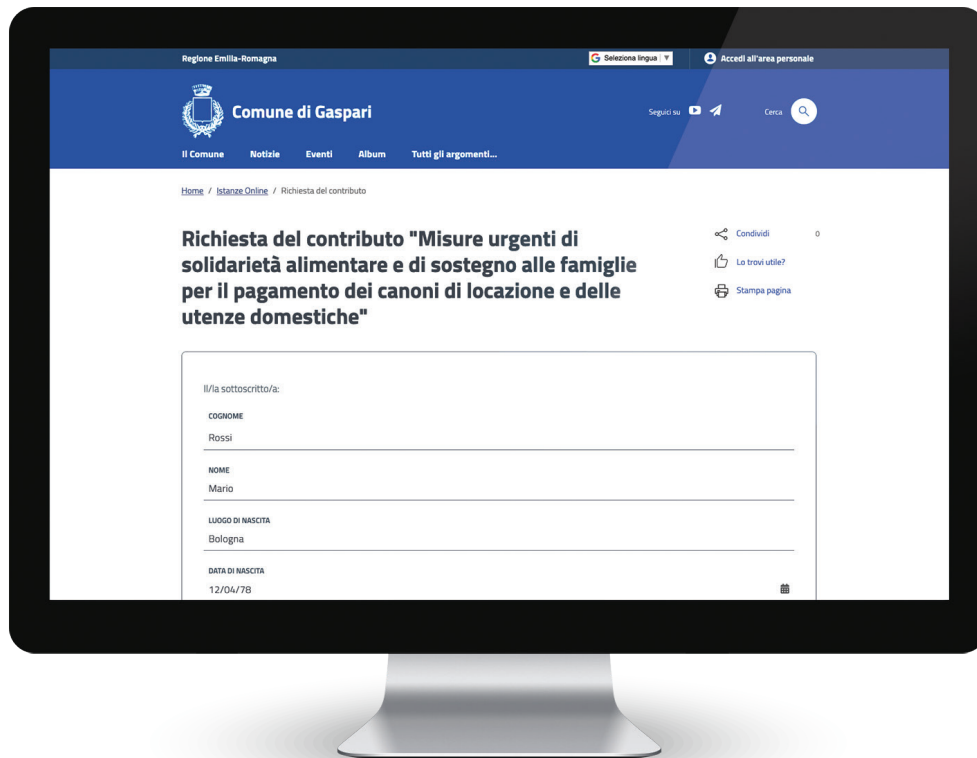 Regione Emilia-Romagna
Seleziona lingua ▼
Accedi all'area personale
Comune di Gaspari
Seguici su
Cerca
Il Comune Notizie Eventi Album Tutti gli argomenti...
Home / Istanze Online / Richiesta del contributo
Richiesta del contributo "Misure urgenti di
solidarietà alimentare e di sostegno alle famiglie
per il pagamento dei canoni di locazione e delle
utenze domestiche"
Condividi 0
Lo trovi utile?
Stampa pagina
Il/la sottoscritto/a:
COGNOME
Rossi
NOME
Mario
LUOGO DI NASCITA
Bologna
DATA DI NASCITA
12/04/78